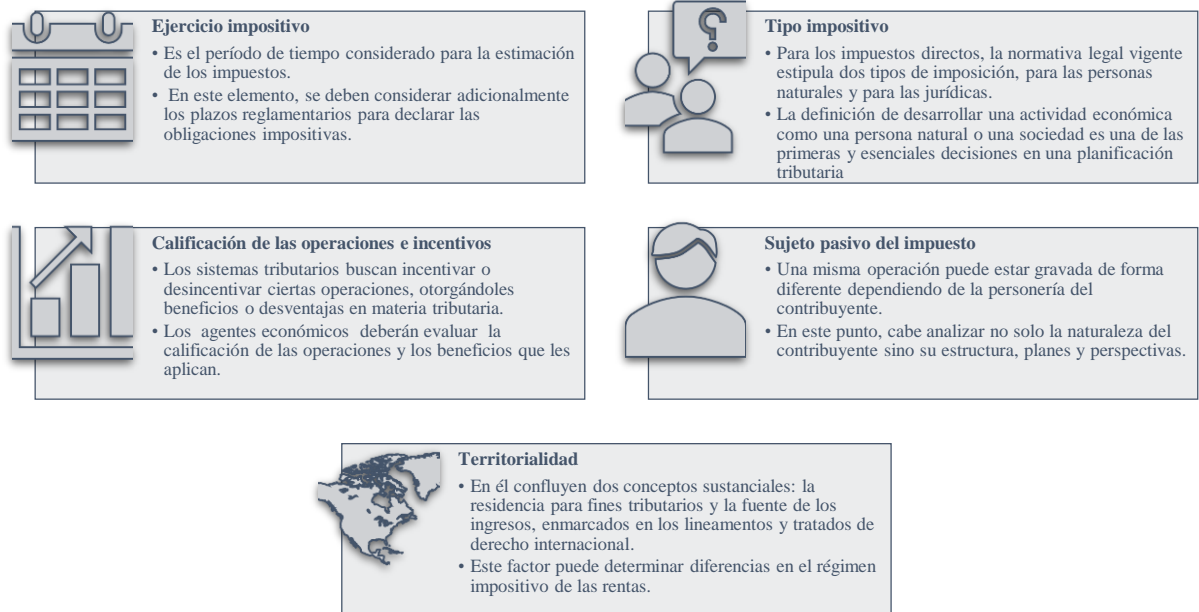 Ejercicio impositivo
• Es el período de tiempo considerado para la estimación
de los impuestos.
• En este elemento, se deben considerar adicionalmente
los plazos reglamentarios para declarar las
obligaciones impositivas.
Tipo impositivo
• Para los impuestos directos, la normativa legal vigente
estipula dos tipos de imposición, para las personas
naturales y para las jurídicas.
• La definición de desarrollar una actividad económica
como una persona natural o una sociedad es una de las
primeras y esenciales decisiones en una planificación
tributaria
Calificación de las operaciones e incentivos
• Los sistemas tributarios buscan incentivar o
desincentivar ciertas operaciones, otorgándoles
beneficios o desventajas en materia tributaria.
• Los agentes económicos deberán evaluar la
calificación de las operaciones y los beneficios que les
aplican.
Sujeto pasivo del impuesto
• Una misma operación puede estar gravada de forma
diferente dependiendo de la personería del
contribuyente.
• En este punto, cabe analizar no solo la naturaleza del
contribuyente sino su estructura, planes y perspectivas.
Territorialidad
• En él confluyen dos conceptos sustanciales: la
residencia para fines tributarios y la fuente de los
ingresos, enmarcados en los lineamentos y tratados de
derecho internacional.
• Este factor puede determinar diferencias en el régimen
impositivo de las rentas.